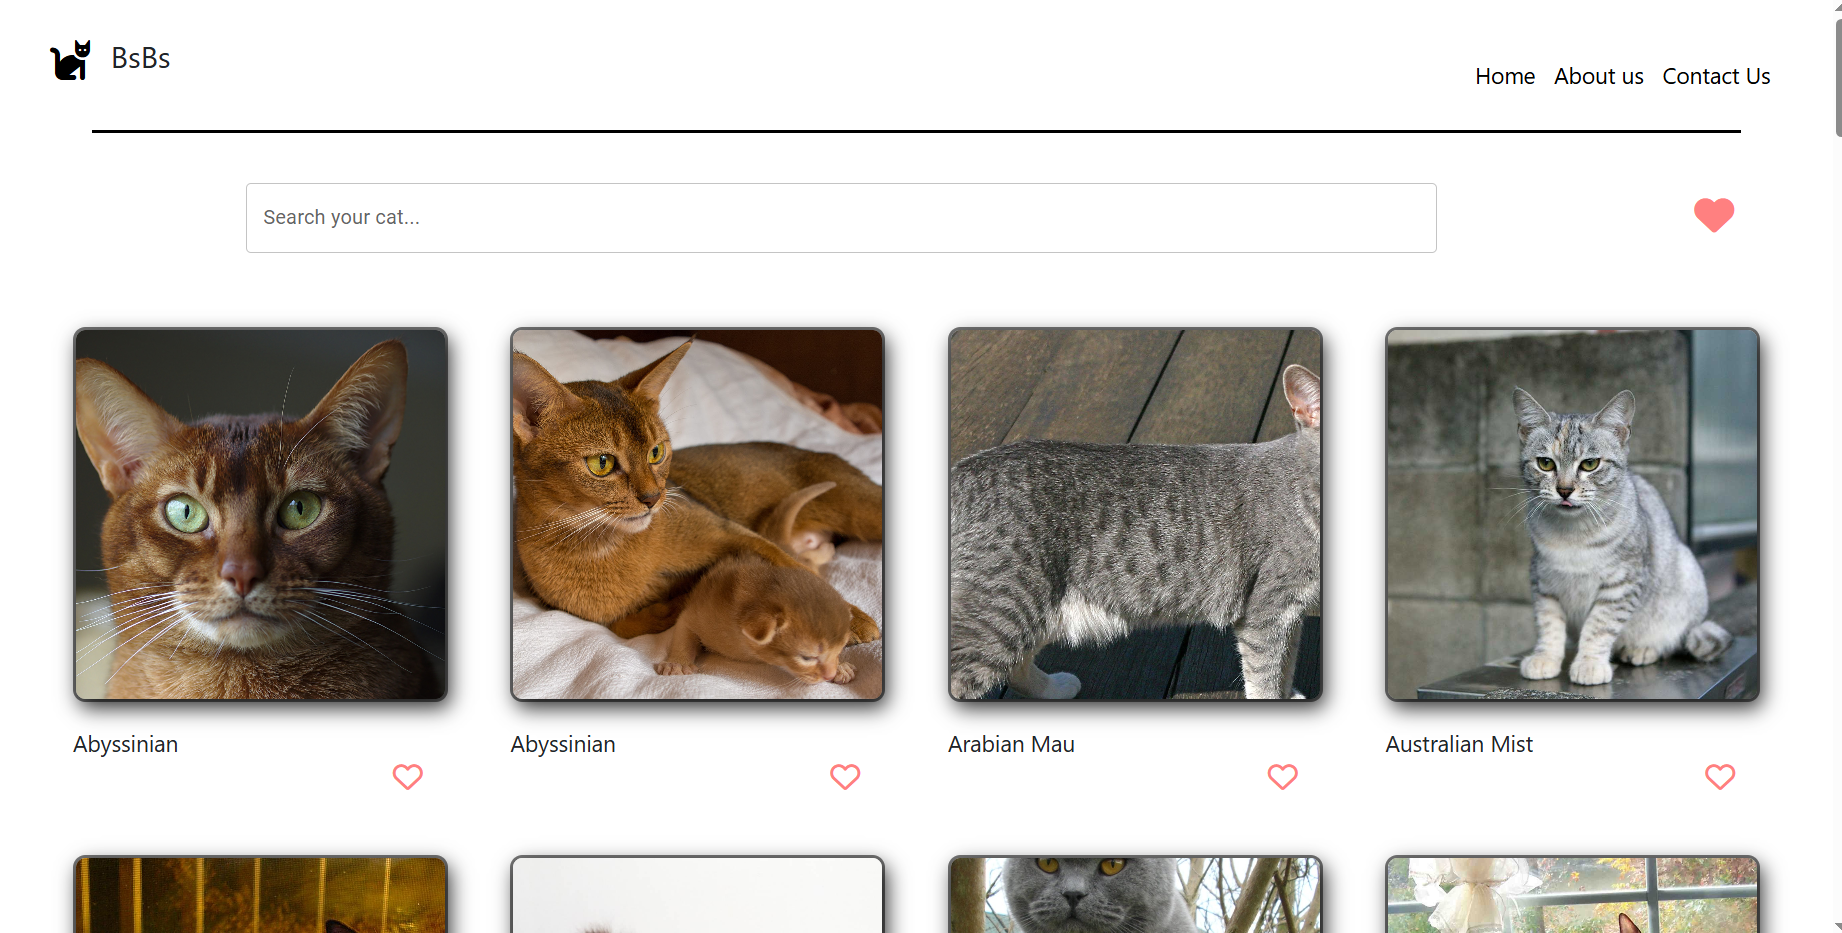 BsBs
Home About us Contact Us
Search your cat...
Abyssinian
Abyssinian
Arabian Mau
Australian Mist